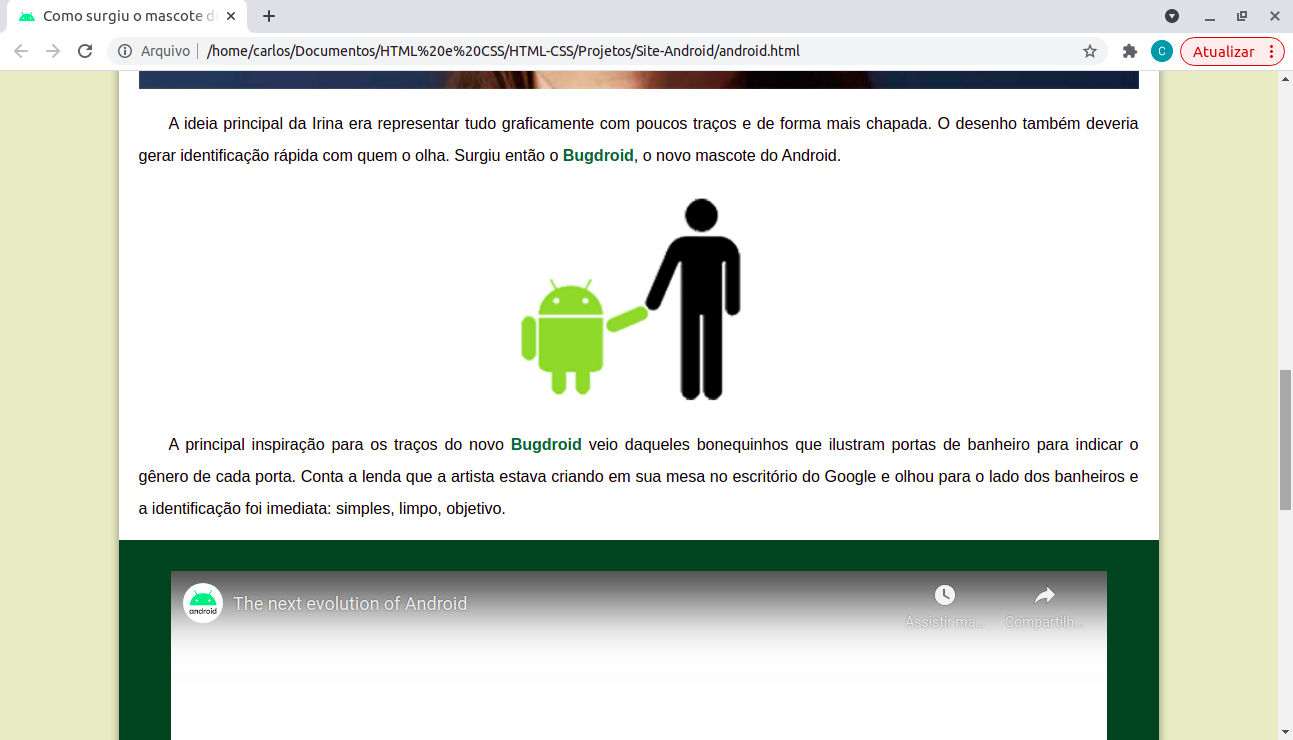 Como surgiu o mascote d
Arquivo
/home/carlos/Documentos/HTML%20e%20CSS/HTML-CSS/Projetos/Site-Android/android.html
C
Atualizar
A ideia principal da Irina era representar tudo graficamente com poucos traços e de forma mais chapada. O desenho também deveria
gerar identificação rápida com quem o olha. Surgiu então o Bugdroid, o novo mascote do Android.
A principal inspiração para os traços do novo Bugdroid veio daqueles bonequinhos que ilustram portas de banheiro para indicar o
gênero de cada porta. Conta a lenda que a artista estava criando em sua mesa no escritório do Google e olhou para o lado dos banheiros e
a identificação foi imediata: simples, limpo, objetivo.
android
The next evolution of Android
Assistir ma...
Compartilh...